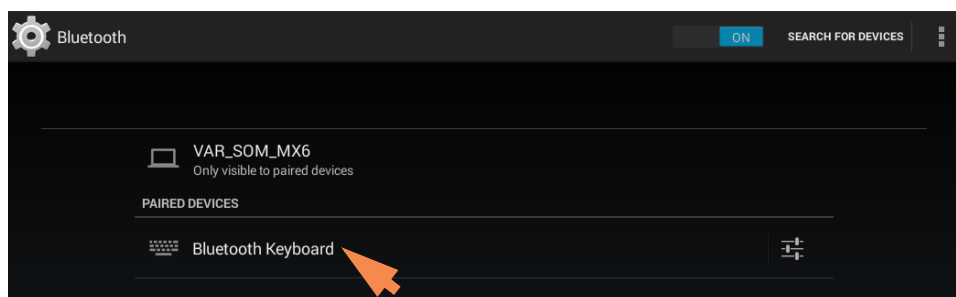 Bluetooth
ON
SEARCH FOR DEVICES
VAR_SOM_MX6
Only visible to paired devices
PAIRED DEVICES
Bluetooth Keyboard